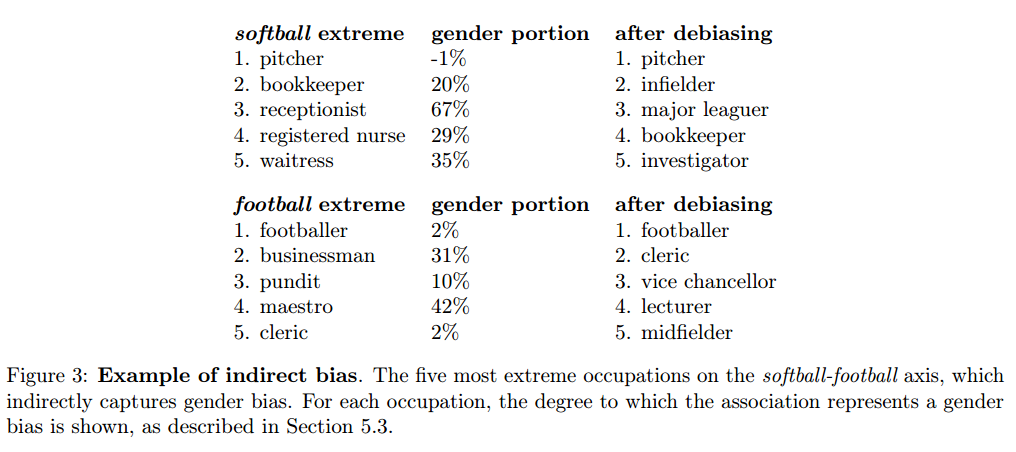 softball extreme gender portion after debiasing
1. pitcher -1% 1. pitcher
2. bookkeeper 20% 2. infielder
3. receptionist 67% 3. major leaguer
4. registered nurse 29% 4. bookkeeper
5. waitress 35% 5. investigator
football extreme gender portion after debiasing
1. footballer 2% 1. footballer
2. businessman 31% 2. cleric
3. pundit 10% 3. vice chancellor
4. maestro 42% 4. lecturer
5. cleric 2% 5. midfielder
Figure 3: Example of indirect bias. The five most extreme occupations on the softball-football axis, which
indirectly captures gender bias. For each occupation, the degree to which the association represents a gender
bias is shown, as described in Section 5.3.